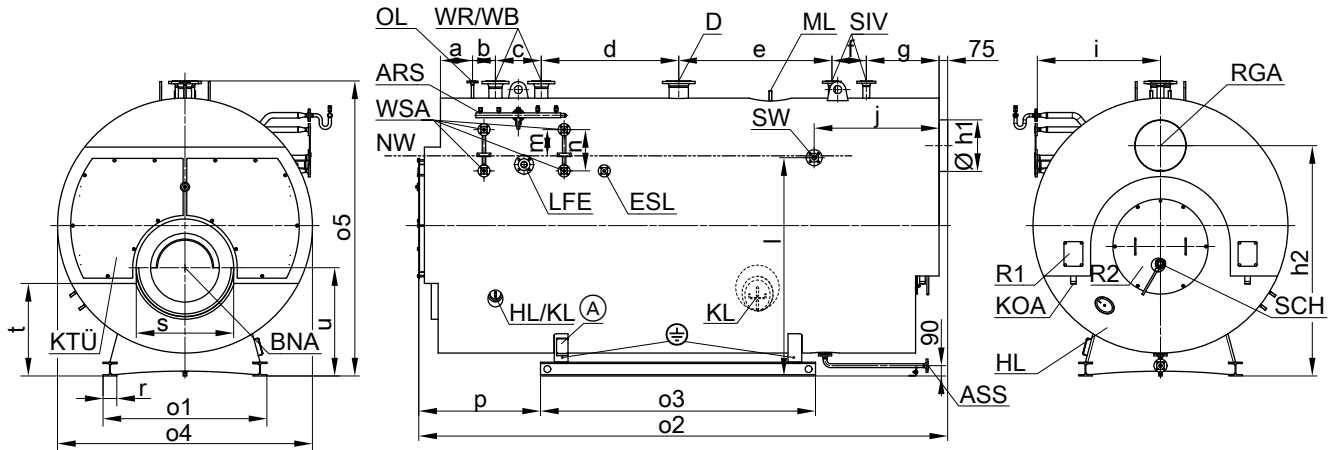 OL
WR/WB
D
ML
SIV
a
b
c
d
e
f
g
75
i
ARS
RGA
WSA
SW
j
NW
m
n
Ø h1
LFE
ESL
o5
l
h2
R1
R2
KOA
SCH
HL/KL
A
KL
t
s
u
KTÜ
BNA
90
HL
r
p
o3
ASS
o1
o2
o4